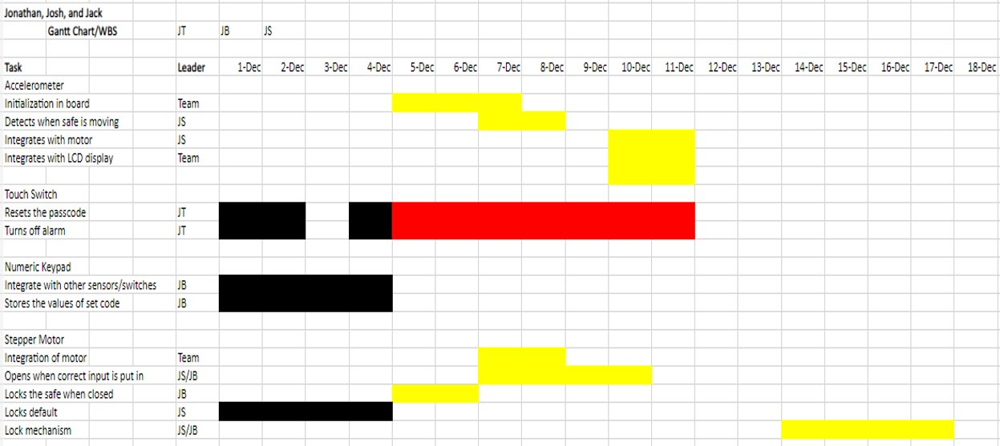 Jonathan, Josh, and Jack
Gantt Chart/WBS JT JB JS
Task Leader 1-Dec 2-Dec 3-Dec 4-Dec 5-Dec 6-Dec 7-Dec 8-Dec 9-Dec 10-Dec 11-Dec 12-Dec 13-Dec 14-Dec 15-Dec 16-Dec 17-Dec 18-Dec
Accelerometer
Initialization in board Team
Detects when safe is moving JS
Integrates with motor JS
Integrates with LCD display Team
Touch Switch
Resets the passcode JT
Turns off alarm JT
Numeric Keypad
Integrate with other sensors/switches JB
Stores the values of set code JB
Stepper Motor
Integration of motor Team
Opens when correct input is put in JS/JB
Locks the safe when closed JB
Locks default JS
Lock mechanism JS/JB